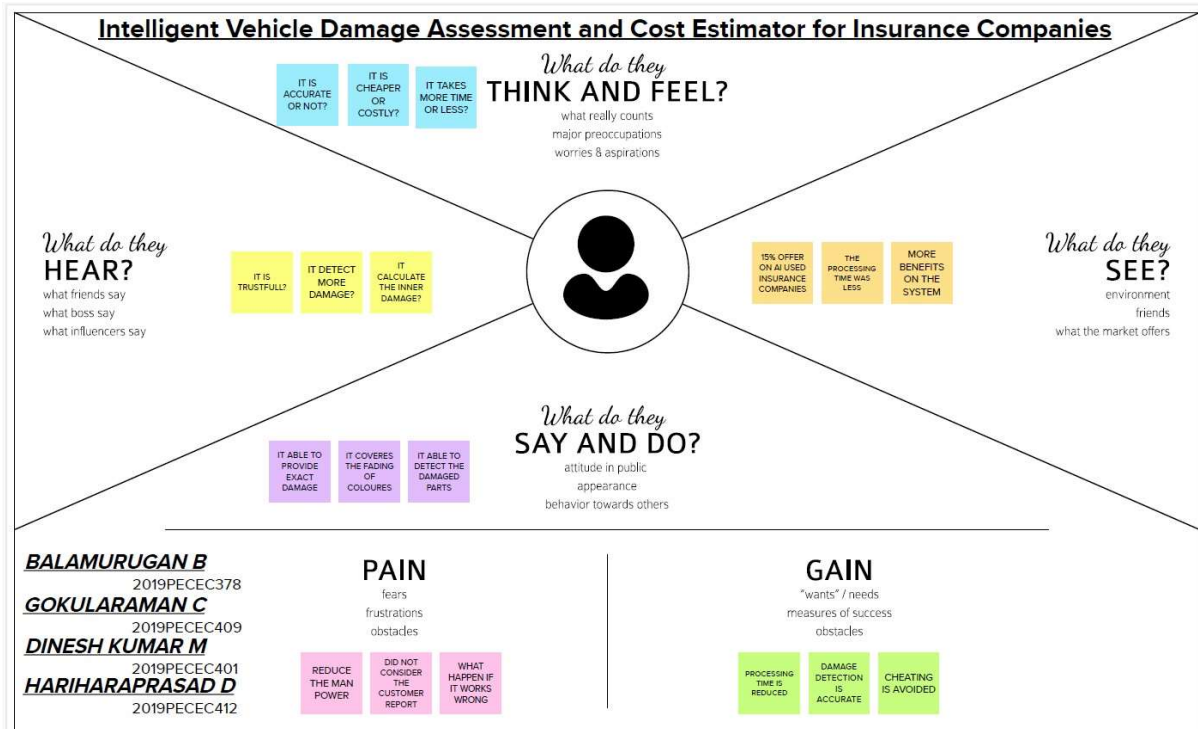 Intelligent Vehicle Damage Assessment and Cost Estimator for Insurance Companies
What do they
THINK AND FEEL?
what really counts
major preoccupations
worries & aspirations
IT IS
ACCURATE
OR NOT?
IT IS
CHEAPER
OR
COSTLY?
IT TAKES
MORE TIME
OR LESS?
What do they
HEAR?
what friends say
what boss say
what influencers say
IT IS
TRUSTFULL?
IT DETECT
MORE
DAMAGE?
IT
CALCULATE
THE INNER
DAMAGE?
15% OFFER
ON AI USED
INSURANCE
COMPANIES
THE
PROCESSING
TIME WAS
LESS
MORE
BENEFITS
ON THE
SYSTEM
What do they
SEE?
environment
friends
what the market offers
What do they
SAY AND DO?
attitude in public
appearance
behavior towards others
IT ABLE TO
PROVIDE
EXACT
DAMAGE
IT COVERES
THE FADING
OF
COLOURES
IT ABLE TO
DETECT THE
DAMAGED
PARTS
BALAMURUGAN B
2019PECEC378
GOKULARAMAN C
2019PECEC409
DINESH KUMAR M
2019PECEC401
HARIHARAPRASAD D
2019PECEC412
PAIN
fears
frustrations
obstacles
REDUCE
THE MAN
POWER
DID NOT
CONSIDER
THE
CUSTOMER
REPORT
WHAT
HAPPEN IF
IT WORKS
WRONG
GAIN
"wants" / needs
measures of success
obstacles
PROCESSING
TIME IS
REDUCED
DAMAGE
DETECTION
IS
ACCURATE
CHEATING
IS AVOIDED